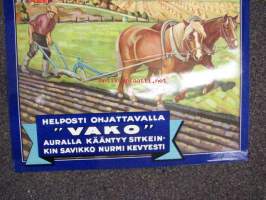 HELPOSTI OHJATTAVALLA
"VAKO"
AURALLA KÄÄNTYY SITKEIN-
KIN SAVIKKO NURMI KEVYESTI